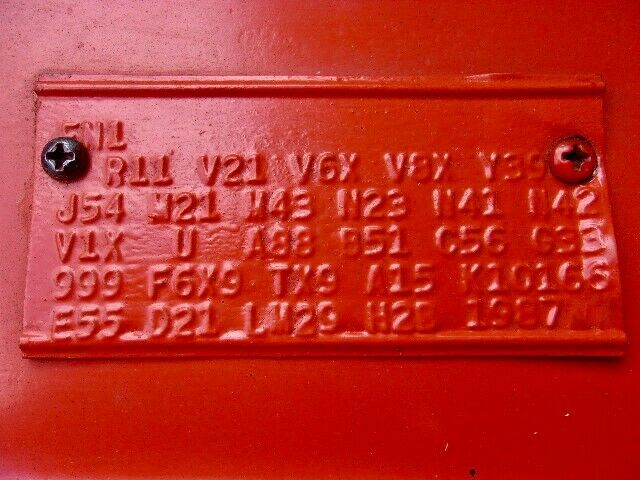 EN1
R11 V21 V6X V8X Y39
J54 M21 M43 N23 N41 N42
V1X U A88 B51 C56 G33
999 F6X9 TX9 A15 K10166
E55 D21 LM29 H2B 1987